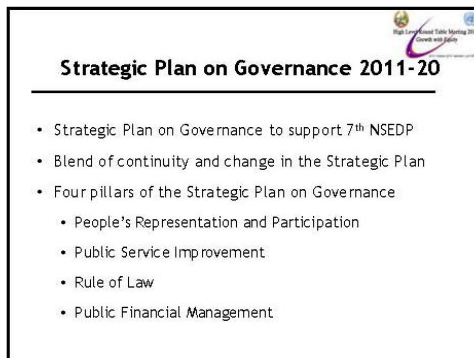 High Level Round Table Meeting
Growth with Equity
Strategic Plan on Governance 2011-20
• Strategic Plan on Governance to support 7th NSEDP
• Blend of continuity and change in the Strategic Plan
• Four pillars of the Strategic Plan on Governance
• People's Representation and Participation
• Public Service Improvement
• Rule of Law
• Public Financial Management